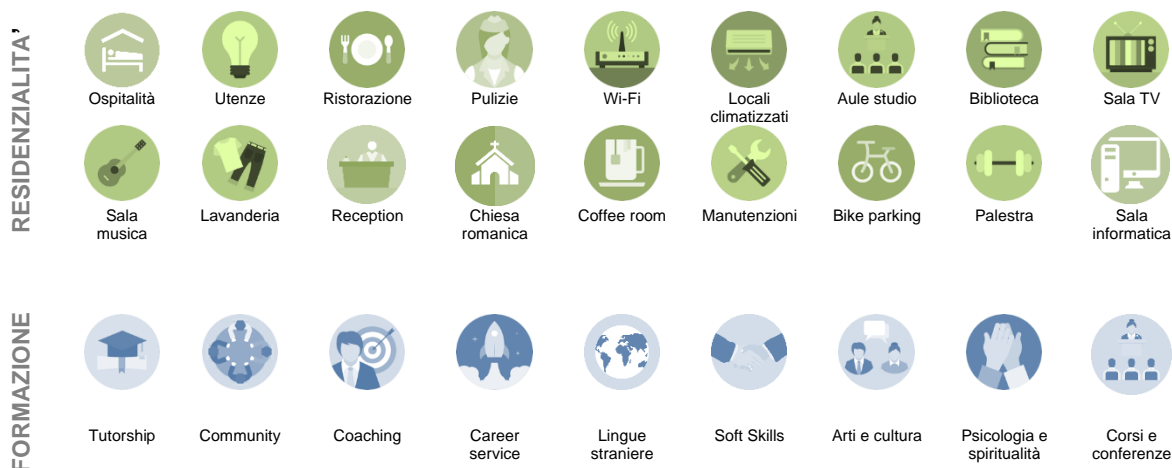 RESIDENZIALITA'
Ospitalità
Utenze
Ristorazione
Pulizie
Wi-Fi
Locali
climatizzati
Aule studio
Biblioteca
Sala TV
Sala
musica
Lavanderia
Reception
Chiesa
romanica
Coffee room
Manutenzioni
Bike parking
Palestra
Sala
informatica
FORMAZIONE
Tutorship
Community
Coaching
Career
service
Lingue
straniere
Soft Skills
Arti e cultura
Psicologia e
spiritualità
Corsi e
conferenze